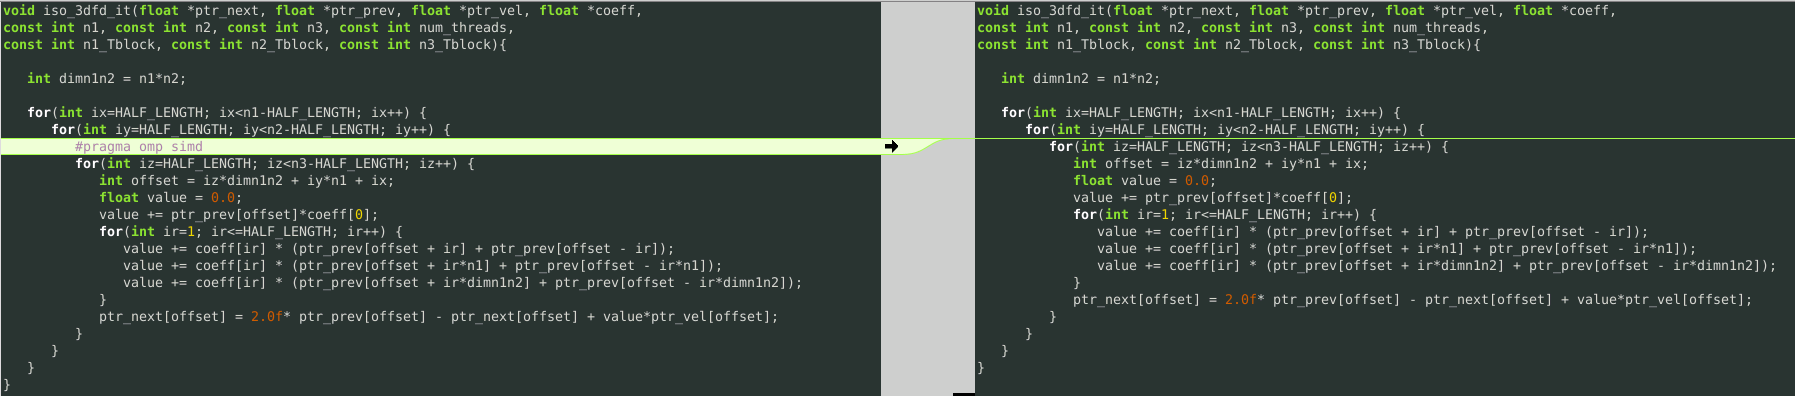 void iso_3dfd_it(float *ptr_next, float *ptr_prev, float *ptr_vel, float *coeff,
const int n1, const int n2, const int n3, const int num_threads,
const int n1_Tblock, const int n2_Tblock, const int n3_Tblock){
int dimn1n2 = n1*n2;
for(int ix=HALF_LENGTH; ix<n1-HALF_LENGTH; ix++) {
for(int iy=HALF_LENGTH; iy<n2-HALF_LENGTH; iy++) {
#pragma omp simd
for(int iz=HALF_LENGTH; iz<n3-HALF_LENGTH; iz++) {
int offset = iz*dimn1n2 + iy*n1 + ix;
float value = 0.0;
value += ptr_prev[offset]*coeff[0];
for(int ir=1; ir<=HALF_LENGTH; ir++) {
value += coeff[ir] * (ptr_prev[offset + ir] + ptr_prev[offset - ir]);
value += coeff[ir] * (ptr_prev[offset + ir*n1] + ptr_prev[offset - ir*n1]);
value += coeff[ir] * (ptr_prev[offset + ir*dimn1n2] + ptr_prev[offset - ir*dimn1n2]);
}
ptr_next[offset] = 2.0f* ptr_prev[offset] - ptr_next[offset] + value*ptr_vel[offset];
}
}
}
}
void iso_3dfd_it(float *ptr_next, float *ptr_prev, float *ptr_vel, float *coeff,
const int n1, const int n2, const int n3, const int num_threads,
const int n1_Tblock, const int n2_Tblock, const int n3_Tblock){
int dimn1n2 = n1*n2;
for(int ix=HALF_LENGTH; ix<n1-HALF_LENGTH; ix++) {
for(int iy=HALF_LENGTH; iy<n2-HALF_LENGTH; iy++) {
for(int iz=HALF_LENGTH; iz<n3-HALF_LENGTH; iz++) {
int offset = iz*dimn1n2 + iy*n1 + ix;
float value = 0.0;
value += ptr_prev[offset]*coeff[0];
for(int ir=1; ir<=HALF_LENGTH; ir++) {
value += coeff[ir] * (ptr_prev[offset + ir] + ptr_prev[offset - ir]);
value += coeff[ir] * (ptr_prev[offset + ir*n1] + ptr_prev[offset - ir*n1]);
value += coeff[ir] * (ptr_prev[offset + ir*dimn1n2] + ptr_prev[offset - ir*dimn1n2]);
}
ptr_next[offset] = 2.0f* ptr_prev[offset] - ptr_next[offset] + value*ptr_vel[offset];
}
}
}
}